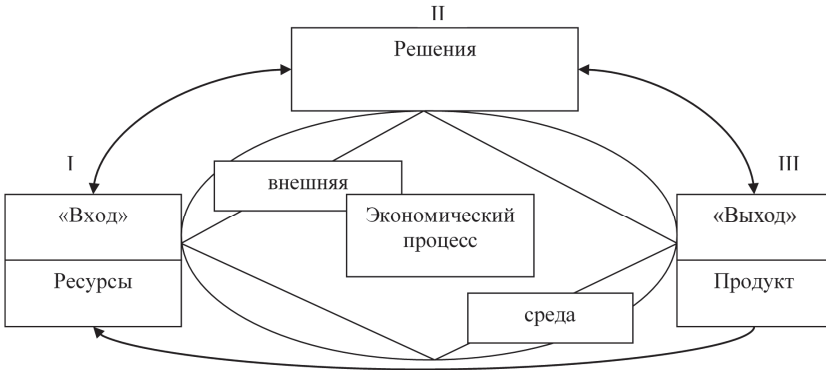 II
Решения
I
III
внешняя
«Вход»
Экономический
процесс
«Выход»
Ресурсы
Продукт
среда